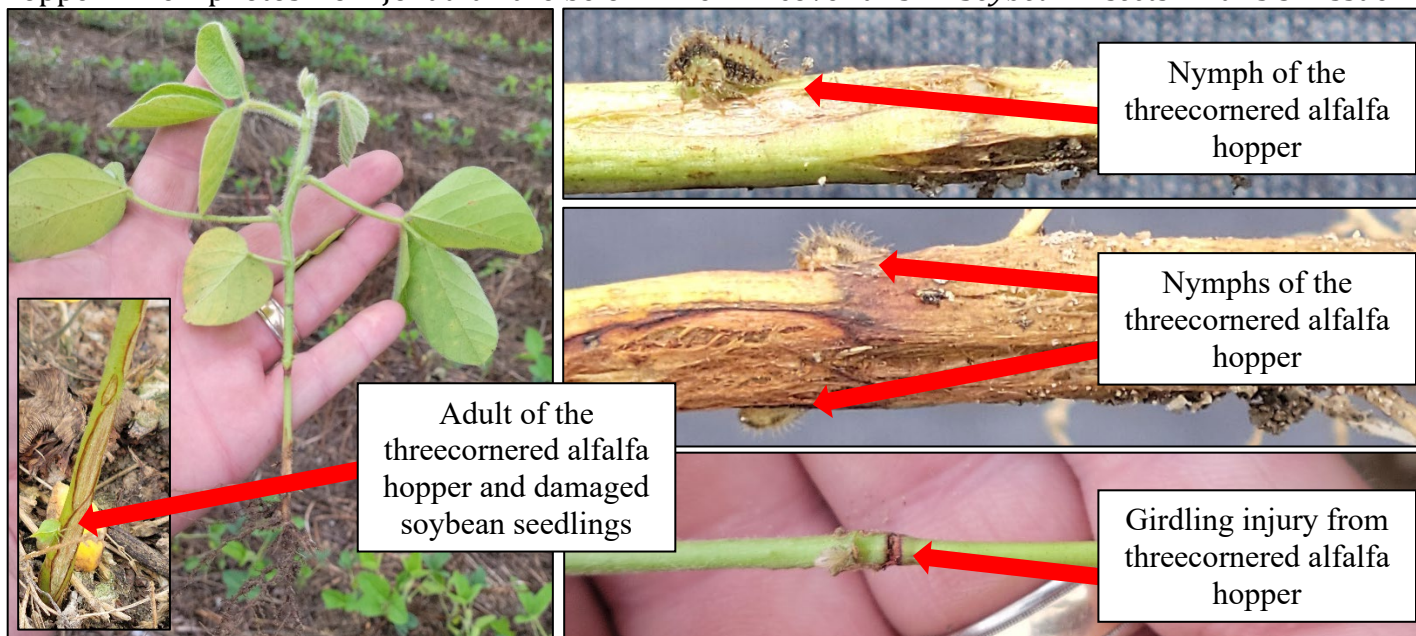 Adult of the
threecornered alfalfa
hopper and damaged
soybean seedlings
Nymph of the
threecornered alfalfa
hopper
Nymphs of the
threecornered alfalfa
hopper
Girdling injury from
threecornered alfalfa
hopper